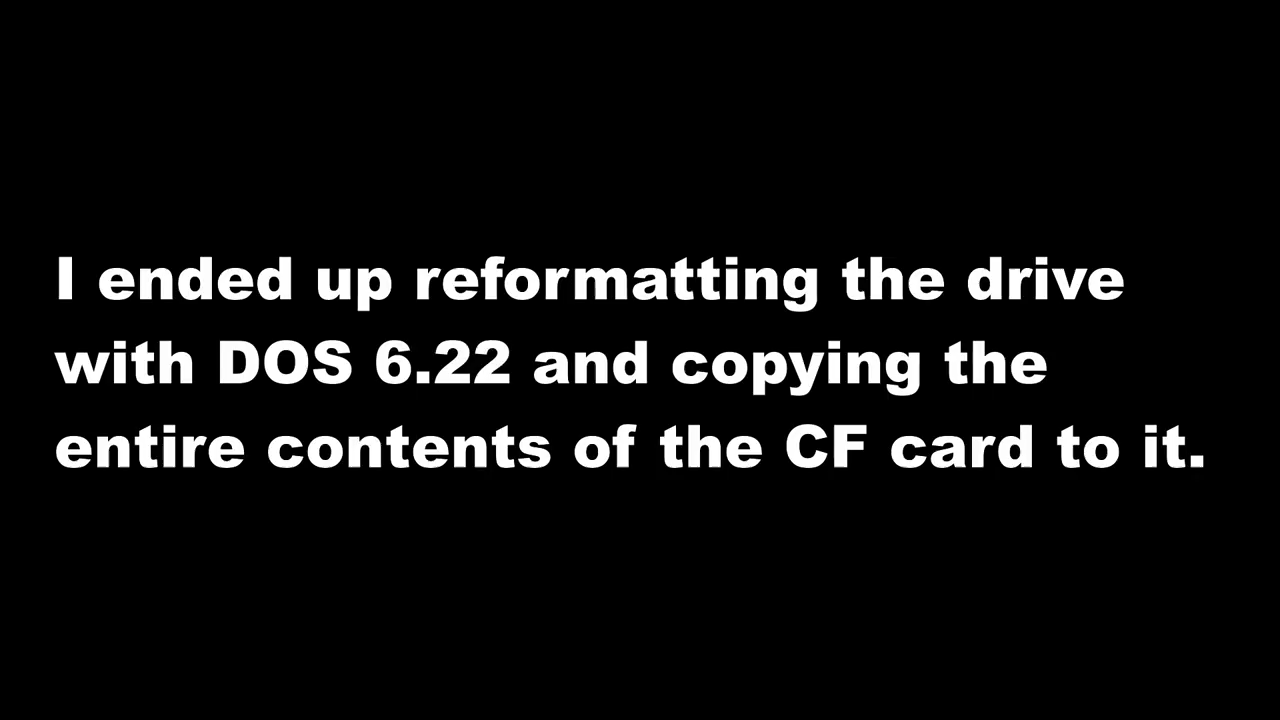 I ended up reformatting the drive
with DOS 6.22 and copying the
entire contents of the CF card to it.